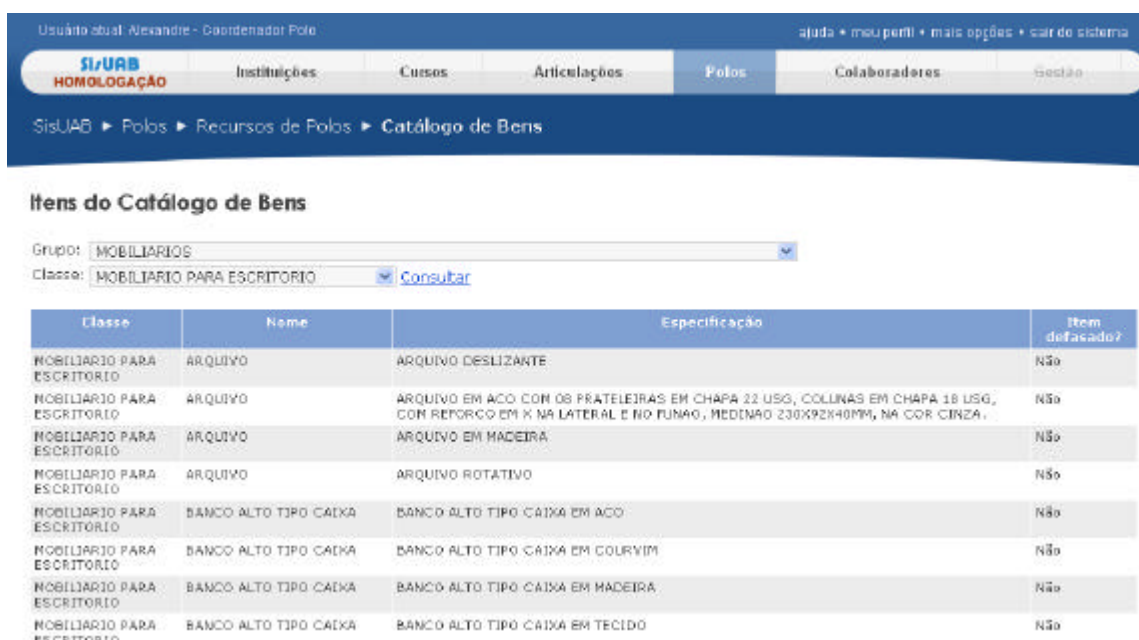 Usuário atual: Alexandre - Coordenador Polo ajuda • meu perfil • mais opções • sair do sistema
SisUAB
HOMOLOGAÇÃO
Instituições Cursos Articulações Polos Colaboradores Gestão
SisUAB ► Polos ► Recursos de Polos ► Catálogo de Bens
Itens do Catálogo de Bens
Grupo: MOBILIARIOS
Classe: MOBILIARIO PARA ESCRITORIO Consultar
Classe Nome Especificação Item
defasado?
MOBILIARIO PARA ARQUIVO ARQUIVO DESLIZANTE Não
ESCRITORIO
MOBILIARIO PARA ARQUIVO ARQUIVO EM ACO COM 08 PRATELEIRAS EM CHAPA 22 USG, COLUNAS EM CHAPA 18 USG, Não
ESCRITORIO COM REFORCO EM X NA LATERAL E NO FUNAO, MEDINAO 230X92X40MM, NA COR CINZA.
MOBILIARIO PARA ARQUIVO ARQUIVO EM MADEIRA Não
ESCRITORIO
MOBILIARIO PARA ARQUIVO ARQUIVO ROTATIVO Não
ESCRITORIO
MOBILIARIO PARA BANCO ALTO TIPO CAIXA BANCO ALTO TIPO CAIXA EM ACO Não
ESCRITORIO
MOBILIARIO PARA BANCO ALTO TIPO CAIXA BANCO ALTO TIPO CAIXA EM COURVIM Não
ESCRITORIO
MOBILIARIO PARA BANCO ALTO TIPO CAIXA BANCO ALTO TIPO CAIXA EM MADEIRA Não
ESCRITORIO
MOBILIARIO PARA BANCO ALTO TIPO CAIXA BANCO ALTO TIPO CAIXA EM TECIDO Não
ESCRITORIO